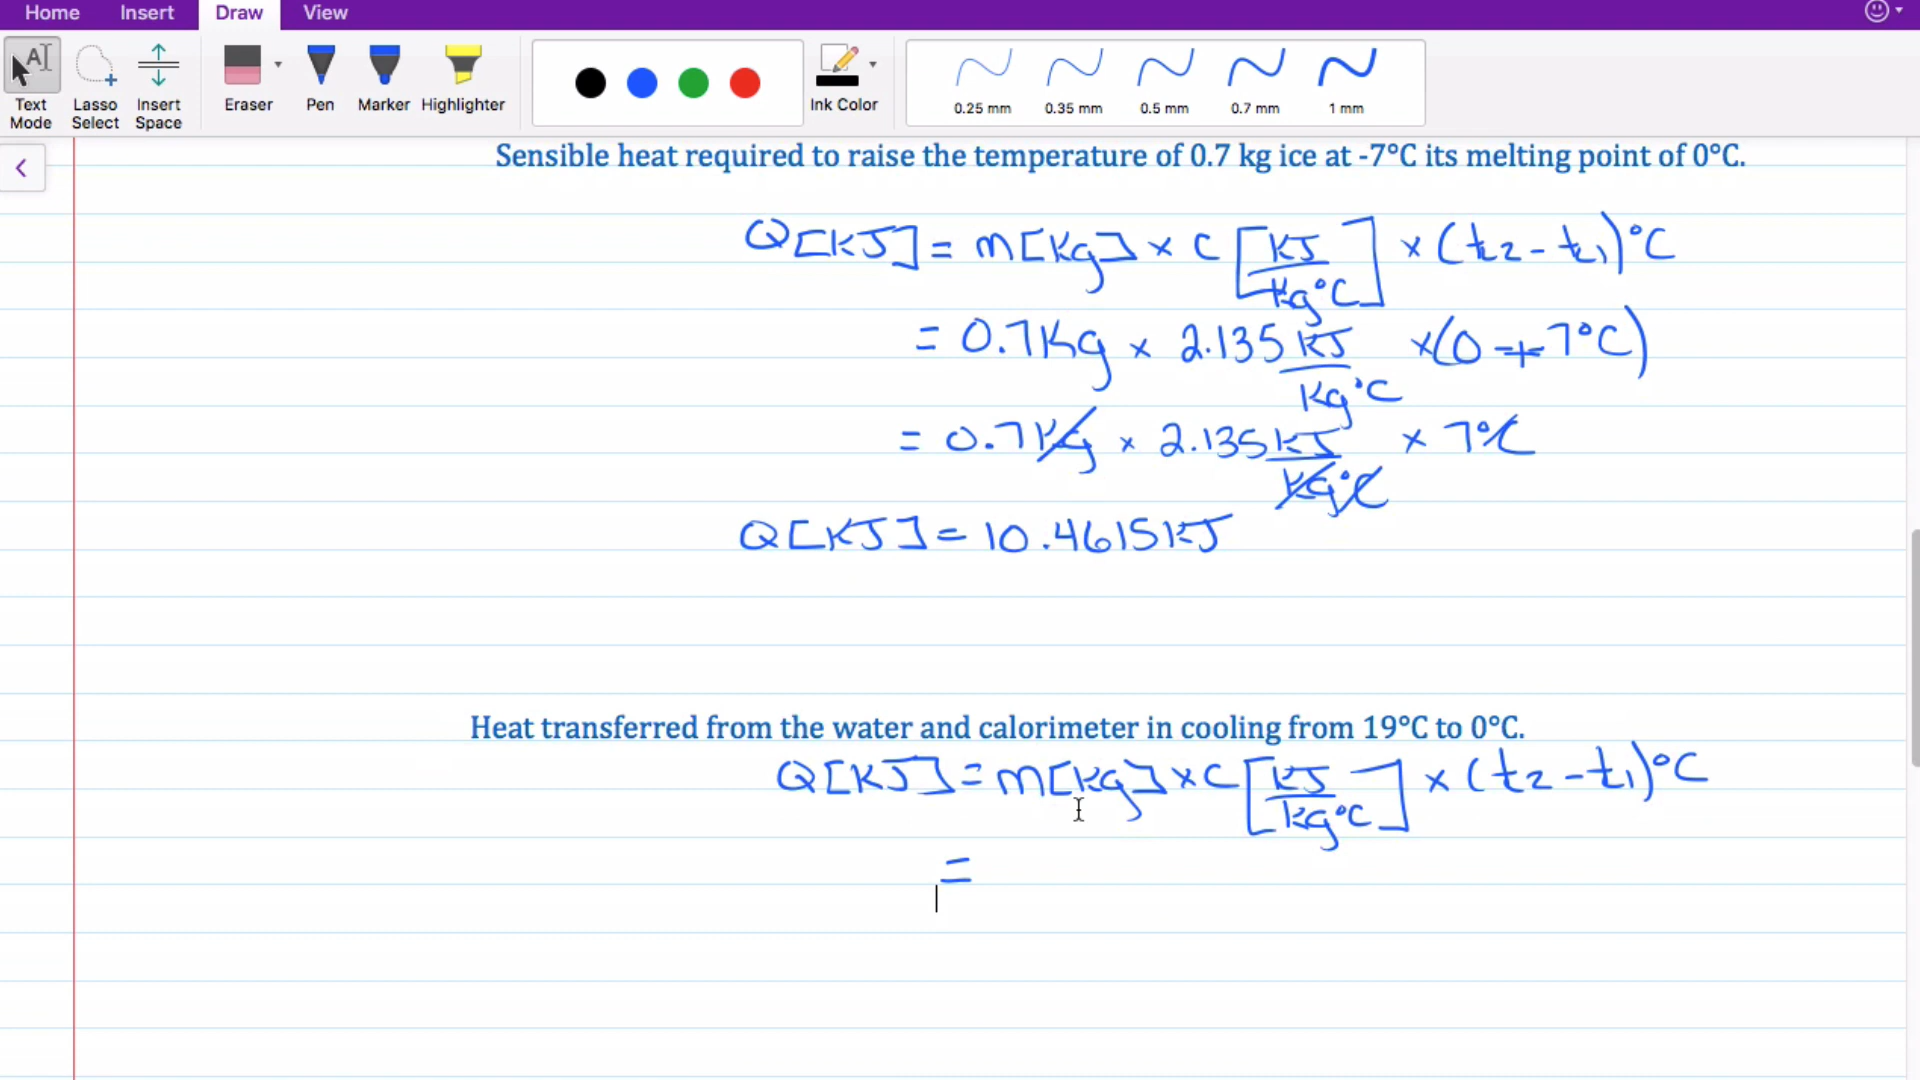 Home Insert Draw View
Text Mode
Lasso Select
Insert Space
Eraser
Pen
Marker
Highlighter
Ink Color
0.25 mm
0.35 mm
0.5 mm
0.7 mm
1 mm
Sensible heat required to raise the temperature of 0.7 kg ice at -7°C its melting point of 0°C.
Q[KJ] = m[Kg] × C [KJ/Kg°C] × (t2 - t1)°C
= 0.7Kg × 2.135 KJ/Kg°C × (0 + 7°C)
= 0.7Kg × 2.135 KJ/Kg°C × 7°C
Q[KJ] = 10.4615KJ
Heat transferred from the water and calorimeter in cooling from 19°C to 0°C.
Q[KJ] = m[Kg] × C [KJ/Kg°C] × (t2 - t1)°C
=